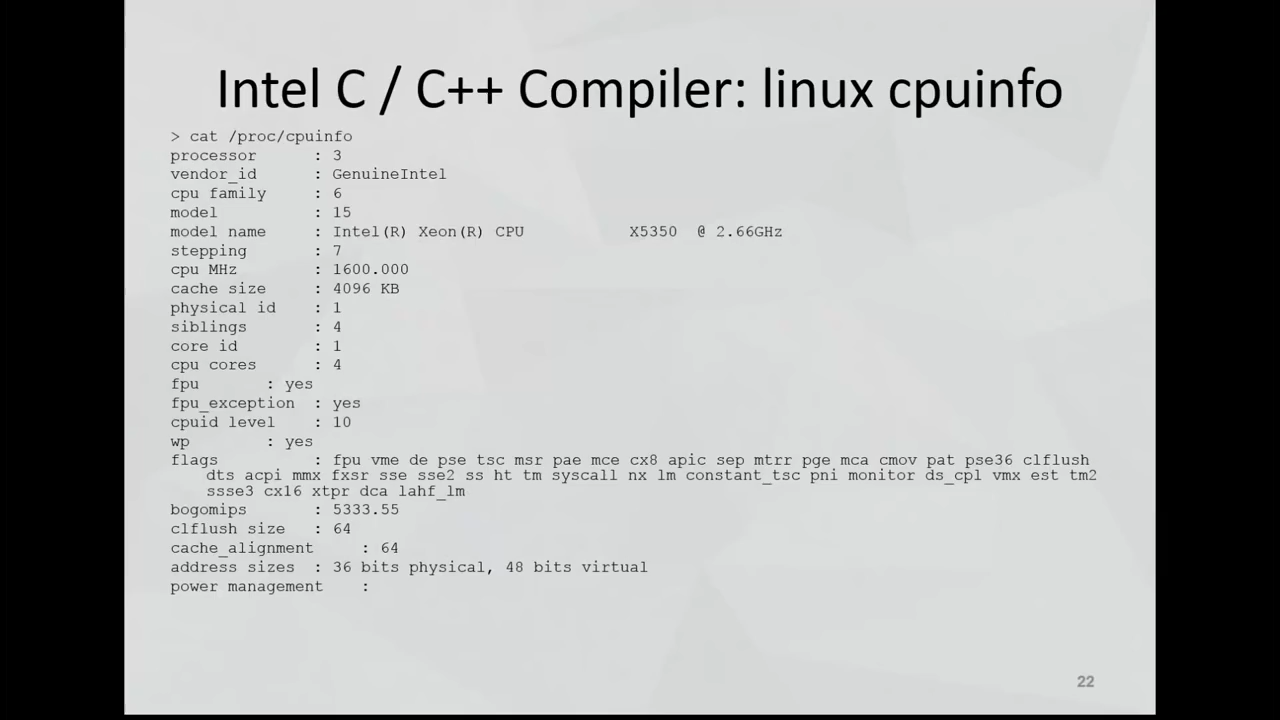 Intel C / C++ Compiler: linux cpuinfo
> cat /proc/cpuinfo
processor : 3
vendor_id : GenuineIntel
cpu family : 6
model : 15
model name : Intel(R) Xeon(R) CPU X5350 @ 2.66GHz
stepping : 7
cpu MHz : 1600.000
cache size : 4096 KB
physical id : 1
siblings : 4
core id : 1
cpu cores : 4
fpu : yes
fpu_exception : yes
cpuid level : 10
wp : yes
flags : fpu vme de pse tsc msr pae mce cx8 apic sep mtrr pge mca cmov pat pse36 clflush
dts acpi mmx fxsr sse sse2 ss ht tm syscall nx lm constant_tsc pni monitor ds_cpl vmx est tm2
ssse3 cx16 xtpr dca lahf_lm
bogomips : 5333.55
clflush size : 64
cache_alignment : 64
address sizes : 36 bits physical, 48 bits virtual
power management :
22